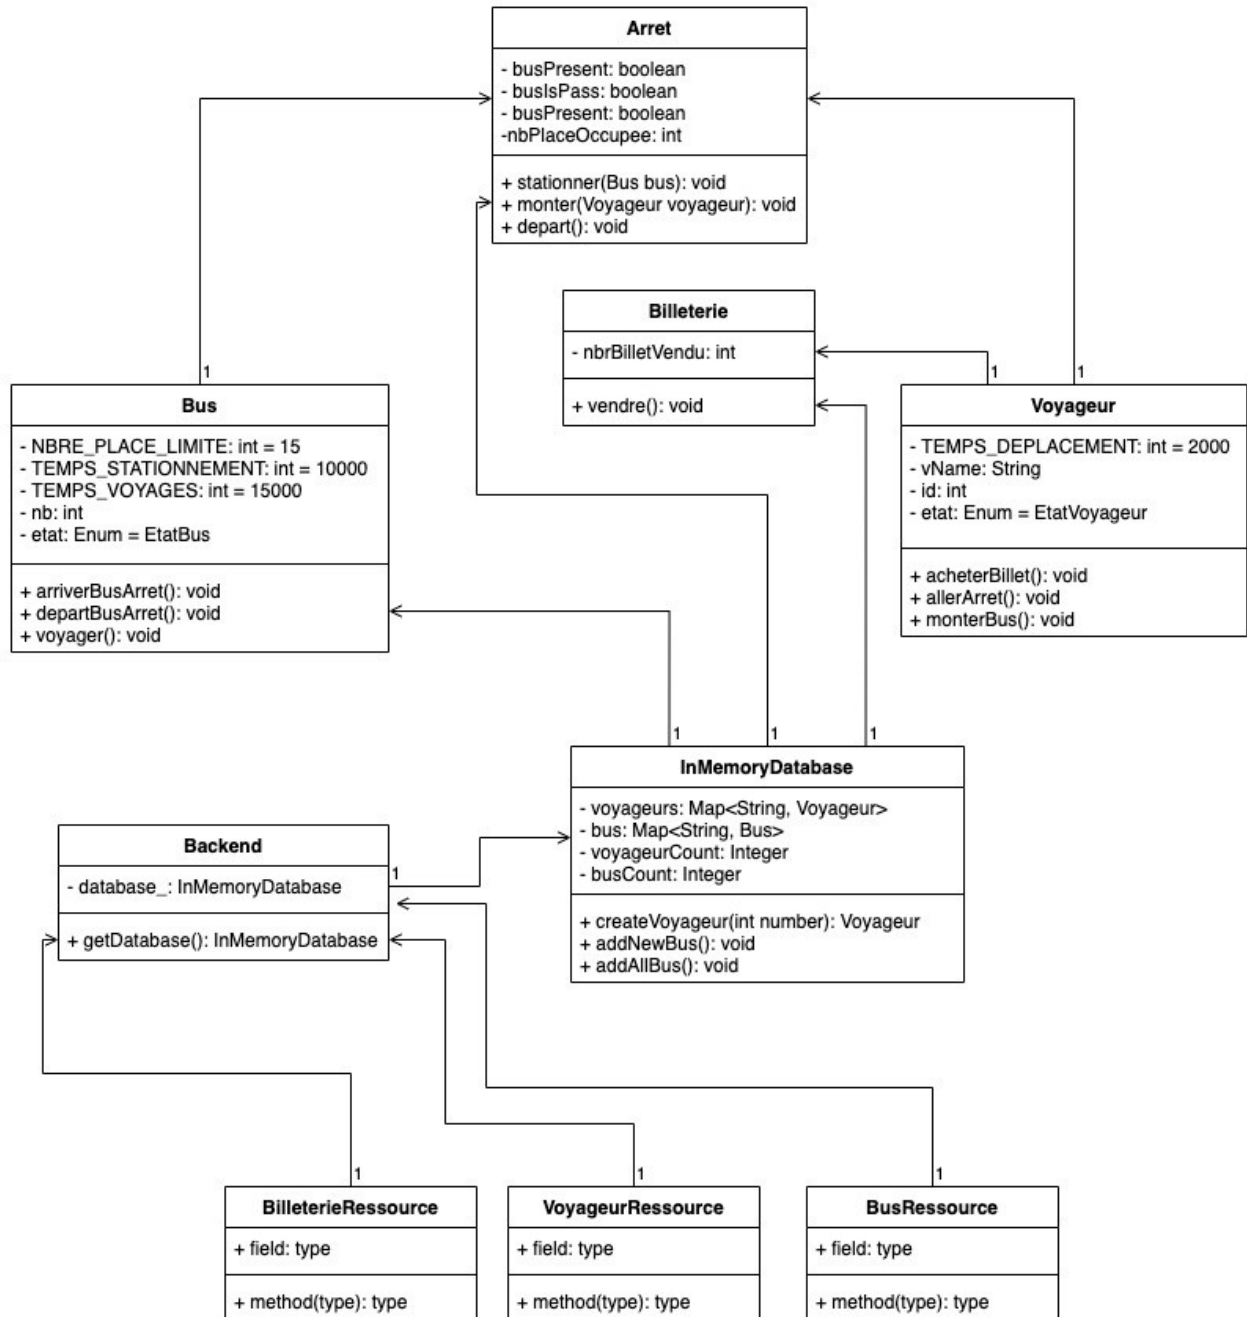 Arret
- busPresent: boolean
- busIsPass: boolean
- busPresent: boolean
-nbPlaceOccupee: int
+ stationner(Bus bus): void
+ monter(Voyageur voyageur): void
+ depart(): void
Billeterie
- nbrBilletVendu: int
+ vendre(): void
1
1
1
Bus
- NBRE_PLACE_LIMITE: int = 15
- TEMPS_STATIONNEMENT: int = 10000
- TEMPS_VOYAGES: int = 15000
- nb: int
- etat: Enum = EtatBus
+ arriverBusArret(): void
+ departBusArret(): void
+ voyager(): void
Voyageur
- TEMPS_DEPLACEMENT: int = 2000
- vName: String
- id: int
- etat: Enum = EtatVoyageur
+ acheterBillet(): void
+ allerArret(): void
+ monterBus(): void
1
1
1
InMemoryDatabase
- voyageurs: Map<String, Voyageur>
- bus: Map<String, Bus>
- voyageurCount: Integer
- busCount: Integer
+ createVoyageur(int number): Voyageur
+ addNewBus(): void
+ addAllBus(): void
Backend
- database_: InMemoryDatabase
+ getDatabase(): InMemoryDatabase
1
1
1
1
BilleterieRessource
+ field: type
+ method(type): type
VoyageurRessource
+ field: type
+ method(type): type
BusRessource
+ field: type
+ method(type): type